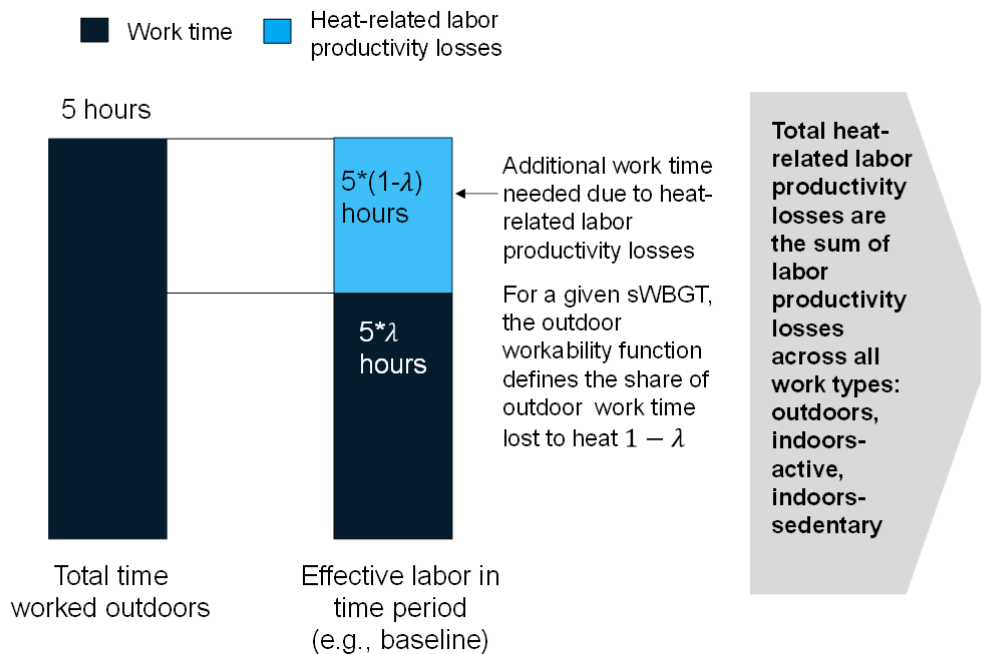 Work time
Heat-related labor
productivity losses
5 hours
5*(1-λ)
hours
5*λ
hours
Additional work time
needed due to heat-
related labor
productivity losses
For a given sWBGT,
the outdoor
workability function
defines the share of
outdoor work time
lost to heat 1 − λ
Total time
worked outdoors
Effective labor in
time period
(e.g., baseline)
Total heat-
related labor
productivity
losses are
the sum of
labor
productivity
losses
across all
work types:
outdoors,
indoors-
active,
indoors-
sedentary